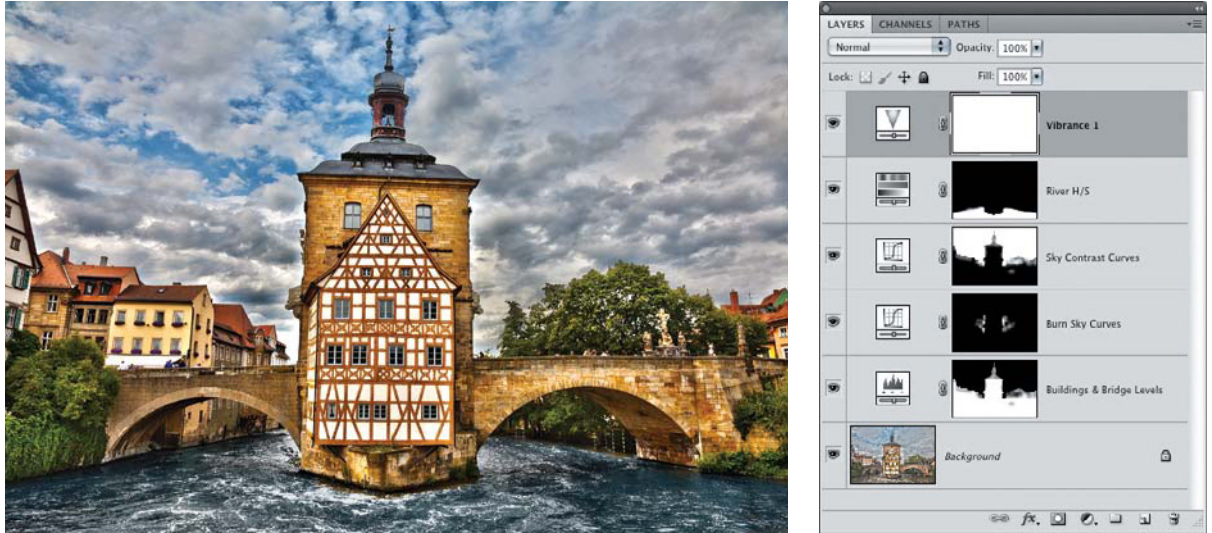 LAYERS CHANNELS PATHS
Normal Opacity: 100%
Lock: Fill: 100%
Vibrance 1
River H/S
Sky Contrast Curves
Burn Sky Curves
Buildings & Bridge Levels
Background
fx.